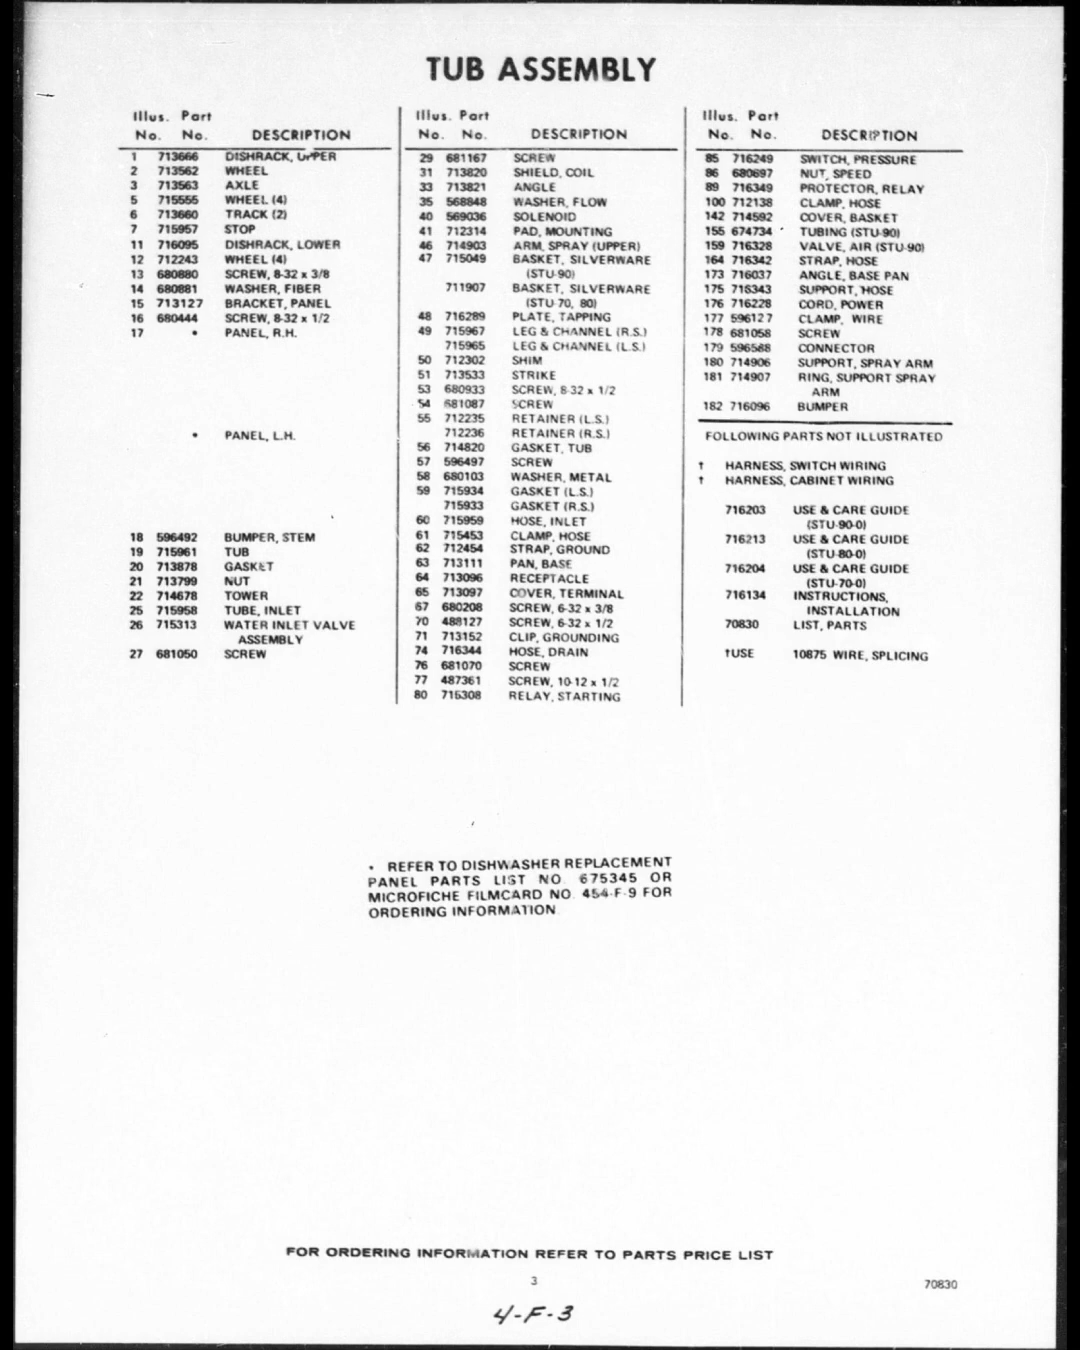 TUB ASSEMBLY
Illus. Part
No. No. DESCRIPTION
1 713666 DISHRACK, UPPER
2 713562 WHEEL
3 713563 AXLE
5 715555 WHEEL (4)
6 713660 TRACK (2)
7 715957 STOP
11 716095 DISHRACK, LOWER
12 712243 WHEEL (4)
13 680880 SCREW, 8-32 x 3/8
14 680881 WASHER, FIBER
15 713127 BRACKET, PANEL
16 680444 SCREW, 8-32 x 1/2
17 • PANEL, R.H.
• PANEL, L.H.
18 596492 BUMPER, STEM
19 715961 TUB
20 713878 GASKET
21 713799 NUT
22 714678 TOWER
25 715958 TUBE, INLET
26 715313 WATER INLET VALVE
ASSEMBLY
27 681050 SCREW
Illus. Part
No. No. DESCRIPTION
29 681167 SCREW
31 713820 SHIELD, COIL
33 713821 ANGLE
35 568848 WASHER, FLOW
40 569036 SOLENOID
41 712314 PAD, MOUNTING
46 714903 ARM, SPRAY (UPPER)
47 715049 BASKET, SILVERWARE
(STU-90)
711907 BASKET, SILVERWARE
(STU-70, 80)
48 716289 PLATE, TAPPING
49 715967 LEG & CHANNEL (R.S.)
715965 LEG & CHANNEL (L.S.)
50 712302 SHIM
51 713533 STRIKE
53 680933 SCREW, 8-32 x 1/2
54 681087 SCREW
55 712235 RETAINER (L.S.)
712236 RETAINER (R.S.)
56 714820 GASKET, TUB
57 596497 SCREW
58 680103 WASHER, METAL
59 715934 GASKET (L.S.)
715933 GASKET (R.S.)
60 715959 HOSE, INLET
61 715453 CLAMP, HOSE
62 712454 STRAP, GROUND
63 713111 PAN, BASE
64 713096 RECEPTACLE
65 713097 COVER, TERMINAL
67 680208 SCREW, 6-32 x 3/8
70 488127 SCREW, 6-32 x 1/2
71 713152 CLIP, GROUNDING
74 716344 HOSE, DRAIN
76 681070 SCREW
77 487361 SCREW, 10-12 x 1/2
80 715308 RELAY, STARTING
Illus. Part
No. No. DESCRIPTION
85 716249 SWITCH, PRESSURE
86 680697 NUT, SPEED
89 716349 PROTECTOR, RELAY
100 712138 CLAMP, HOSE
142 714592 COVER, BASKET
155 674734 TUBING (STU-90)
159 716328 VALVE, AIR (STU-90)
164 716342 STRAP, HOSE
173 716037 ANGLE, BASE PAN
175 716343 SUPPORT, HOSE
176 716228 CORD, POWER
177 596127 CLAMP, WIRE
178 681058 SCREW
179 596568 CONNECTOR
180 714906 SUPPORT, SPRAY ARM
181 714907 RING, SUPPORT SPRAY
ARM
182 716096 BUMPER
FOLLOWING PARTS NOT ILLUSTRATED
† HARNESS, SWITCH WIRING
† HARNESS, CABINET WIRING
716203 USE & CARE GUIDE
(STU-90-0)
716213 USE & CARE GUIDE
(STU-80-0)
716204 USE & CARE GUIDE
(STU-70-0)
716134 INSTRUCTIONS,
INSTALLATION
70830 LIST, PARTS
†USE 10875 WIRE, SPLICING
• REFER TO DISHWASHER REPLACEMENT
PANEL PARTS LIST NO. 675345 OR
MICROFICHE FILMCARD NO. 454-F-9 FOR
ORDERING INFORMATION.
FOR ORDERING INFORMATION REFER TO PARTS PRICE LIST
3
70830
4-F-3